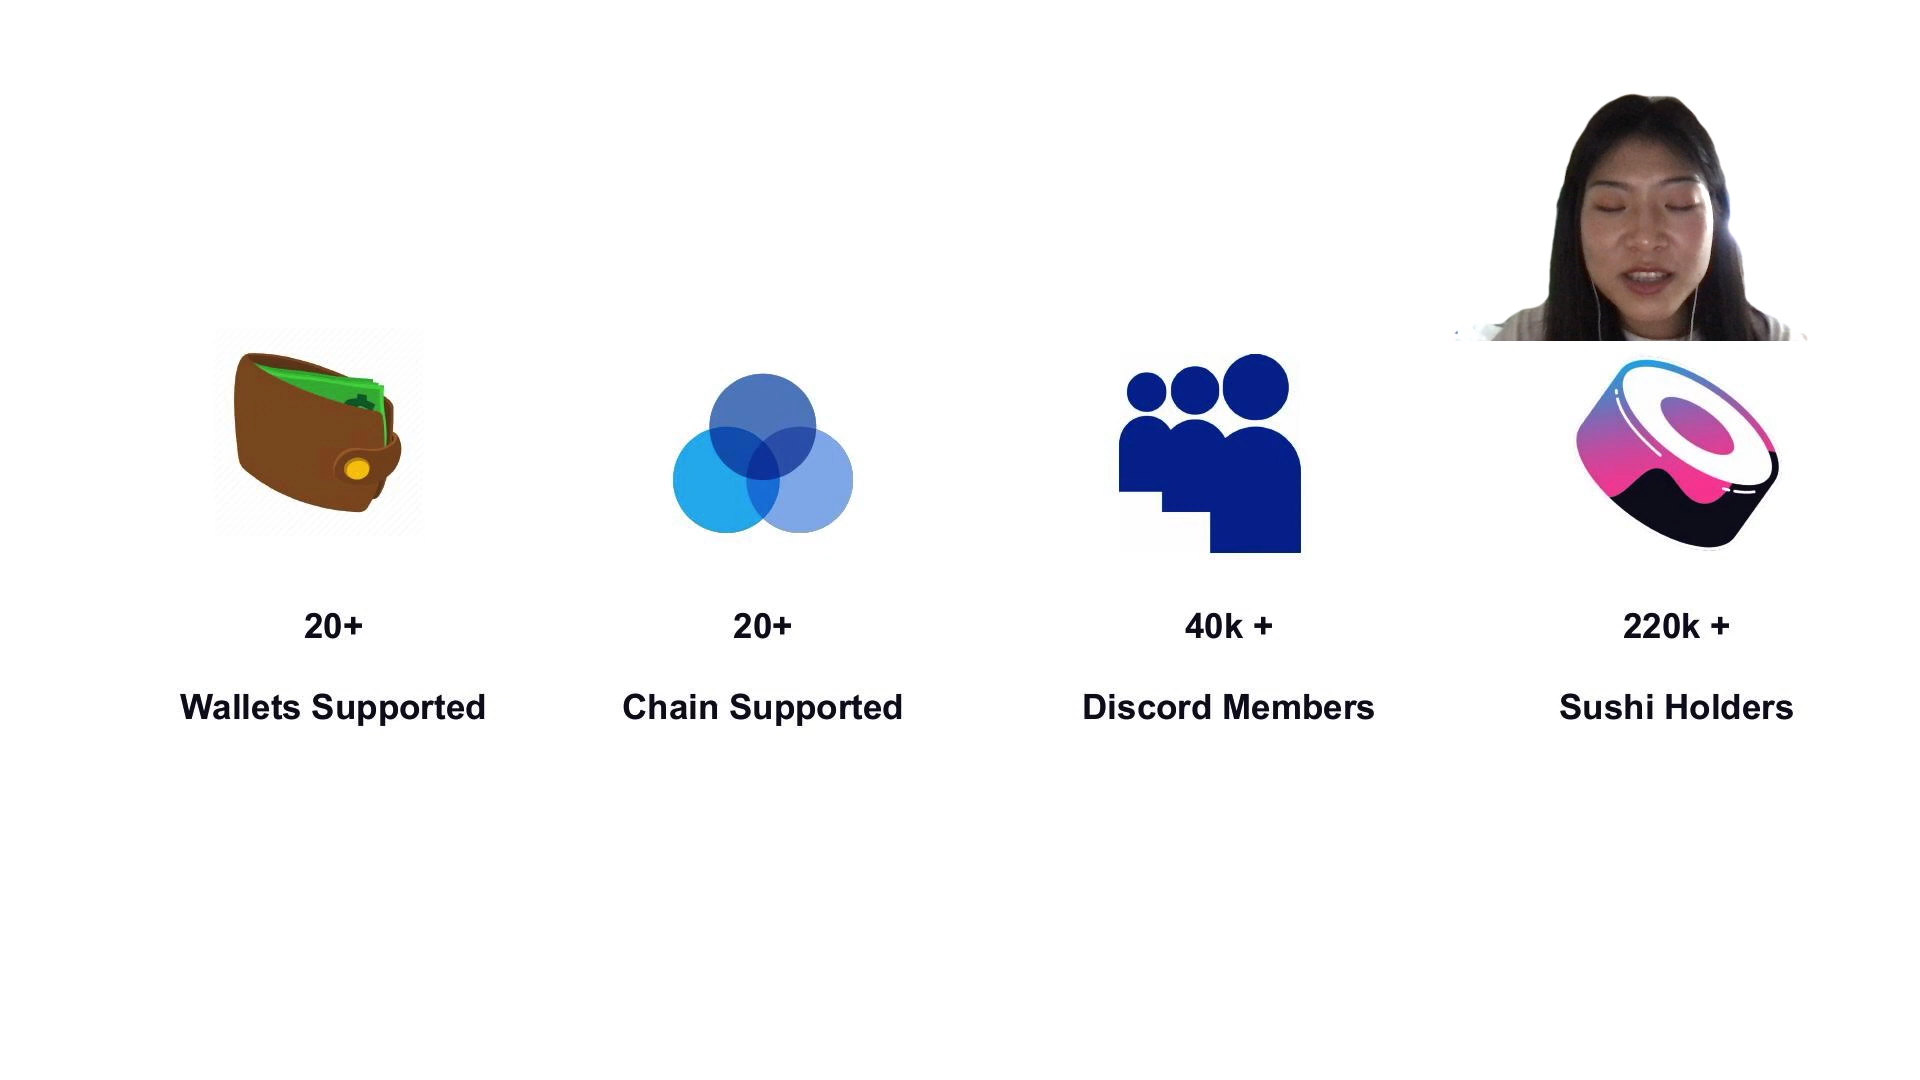 20+
Wallets Supported
20+
Chain Supported
40k +
Discord Members
220k +
Sushi Holders